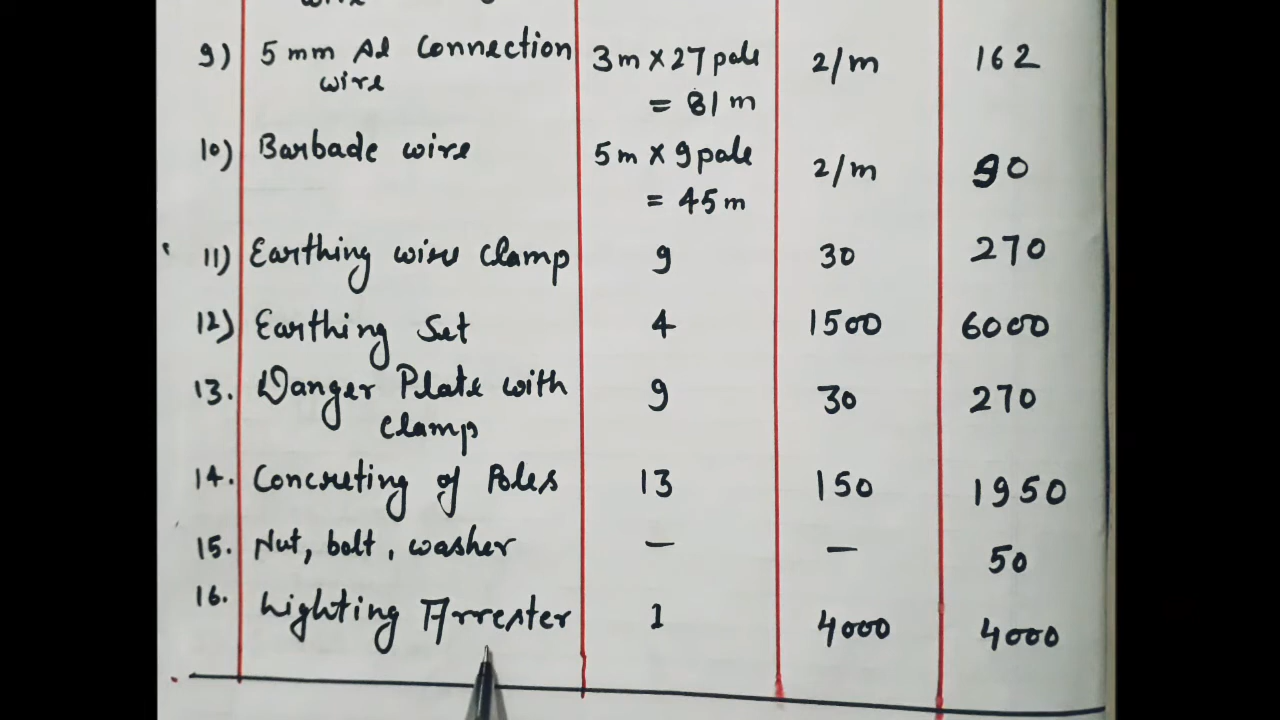 9) 5 mm Al Connection 3m × 27 pole 2/m 162
wire = 81 m
10) Barbade wire 5m × 9 pole 2/m 90
= 45 m
11) Earthing wire clamp 9 30 270
12) Earthing Set 4 1500 6000
13. Danger Plate with 9 30 270
clamp
14. Concreting of Poles 13 150 1950
15. Nut, bolt, washer — — 50
16. Lighting Arrester 1 4000 4000